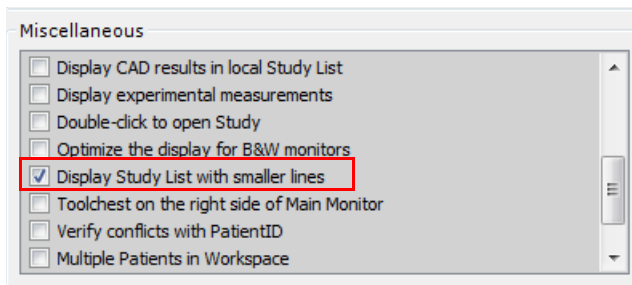 Miscellaneous
Display CAD results in local Study List
Display experimental measurements
Double-click to open Study
Optimize the display for B&W monitors
Display Study List with smaller lines
Toolchest on the right side of Main Monitor
Verify conflicts with PatientID
Multiple Patients in Workspace